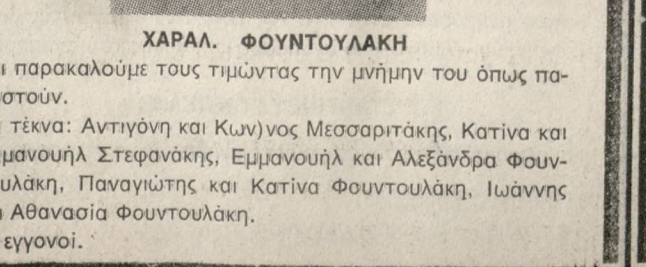 ΧΑΡΑΛ. ΦΟΥΝΤΟΥΛΑΚΗ
ι παρακαλούμε τους τιμώντας την μνήμην του όπως πα-
στούν.
τέκνα: Αντιγόνη και Κων)νος Μεσσαριτάκης, Κατίνα και
μανουήλ Στεφανάκης, Εμμανουήλ και Αλεξάνδρα Φουν-
υλάκη, Παναγιώτης και Κατίνα Φουντουλάκη, Ιωάννης
ι Αθανασία Φουντουλάκη.
εγγονοί.